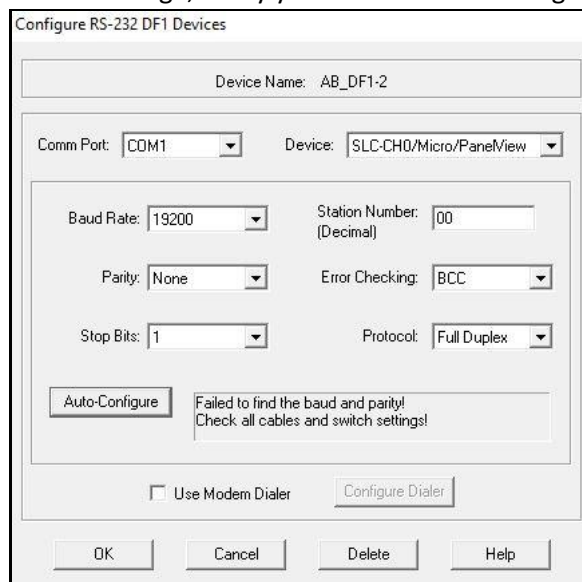 Configure RS-232 DF1 Devices
Device Name: AB_DF1-2
Comm Port: COM1 Device: SLC-CH0/Micro/PanelView
Baud Rate: 19200 Station Number: 00
(Decimal)
Parity: None Error Checking: BCC
Stop Bits: 1 Protocol: Full Duplex
Auto-Configure Failed to find the baud and parity!
Check all cables and switch settings!
Use Modem Dialer Configure Dialer
OK Cancel Delete Help